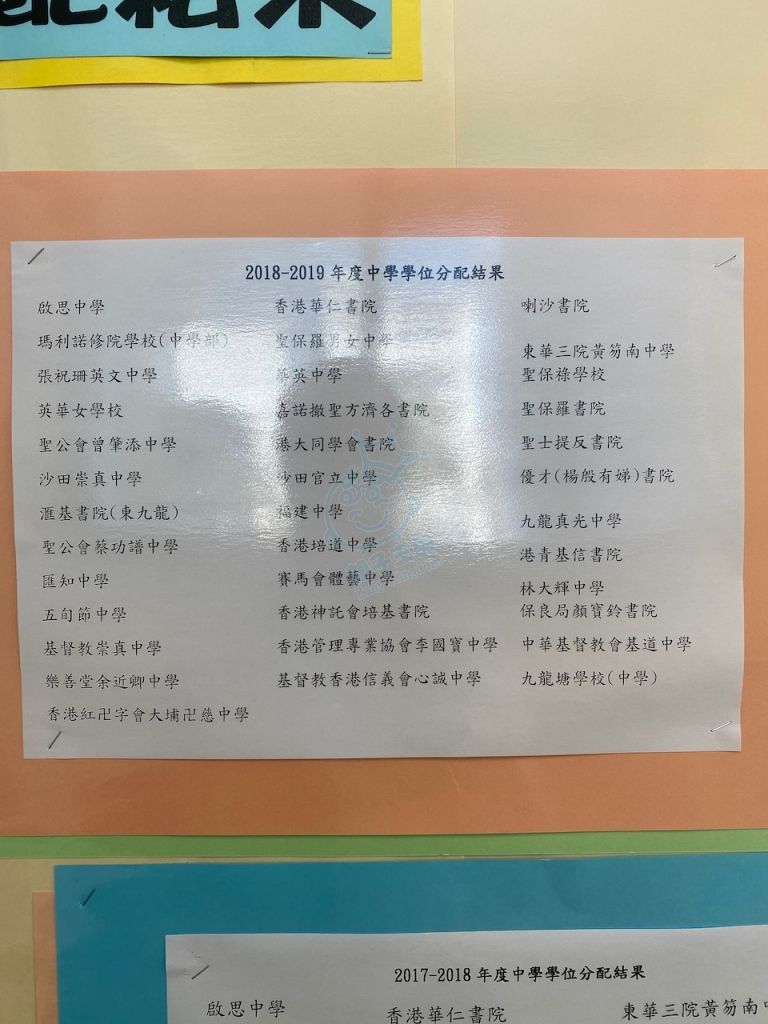 配結果
2018-2019 年度中學學位分配結果
啟思中學 香港華仁書院 喇沙書院
瑪利諾修院學校(中學部) 聖保羅男女中學 東華三院黃笏南中學
張祝珊英文中學 華英中學 聖保祿學校
英華女學校 嘉諾撒聖方濟各書院 聖保羅書院
聖公會曾肇添中學 港大同學會書院 聖士提反書院
沙田崇真中學 沙田官立中學 優才(楊殷有娣)書院
滙基書院(東九龍) 福建中學 九龍真光中學
聖公會蔡功譜中學 香港培道中學 港青基信書院
匯知中學 賽馬會體藝中學 林大輝中學
五旬節中學 香港神託會培基書院 保良局顏寶鈴書院
基督教崇真中學 香港管理專業協會李國寶中學 中華基督教會基道中學
樂善堂余近卿中學 基督教香港信義會心誠中學 九龍塘學校(中學)
香港紅卍字會大埔卍慈中學
2017-2018 年度中學學位分配結果
啟思中學 香港華仁書院 東華三院黃笏南中